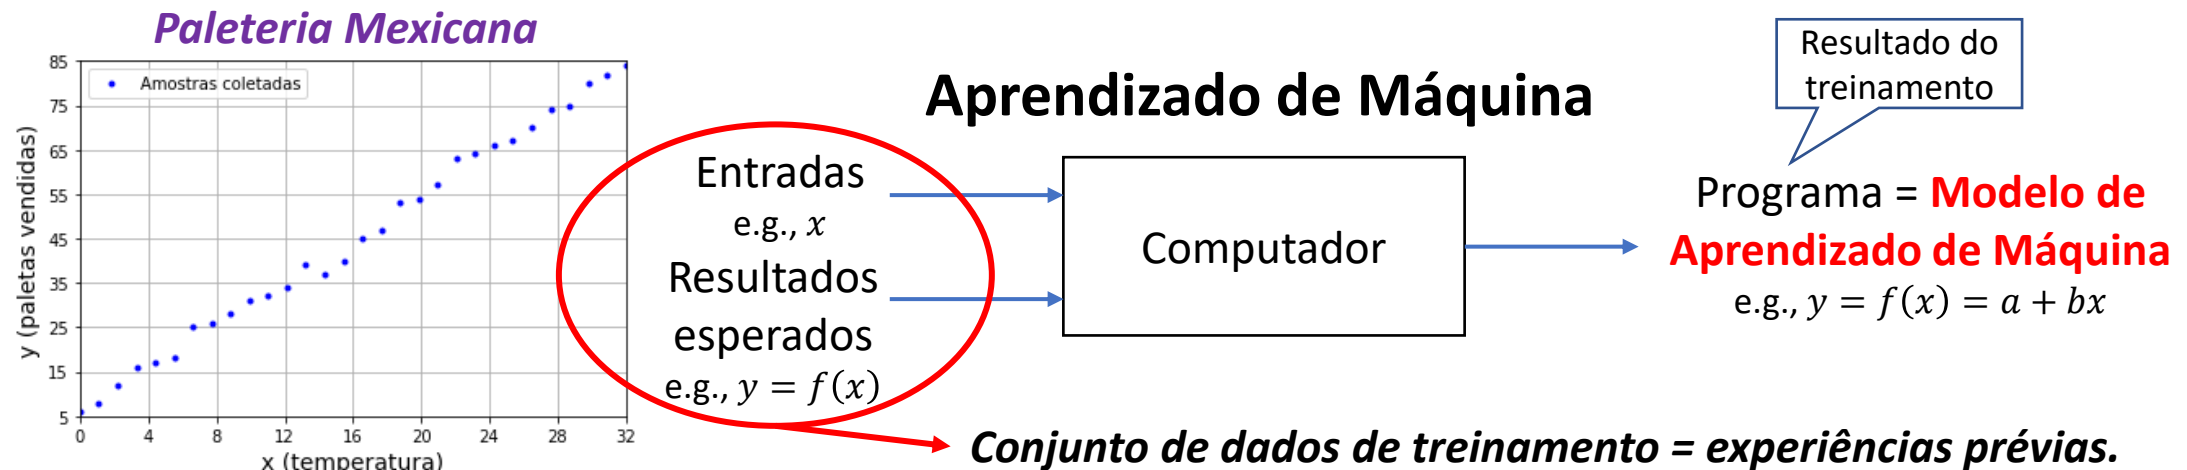 Paleteria Mexicana
85
75
65
55
45
35
25
15
5
y (paletas vendidas)
Amostras coletadas
0 4 8 12 16 20 24 28 32
x (temperatura)
Aprendizado de Máquina
Entradas
e.g., x
Resultados
esperados
e.g., y = f(x)
Computador
Resultado do
treinamento
Programa = Modelo de
Aprendizado de Máquina
e.g., y = f(x) = a + bx
Conjunto de dados de treinamento = experiências prévias.